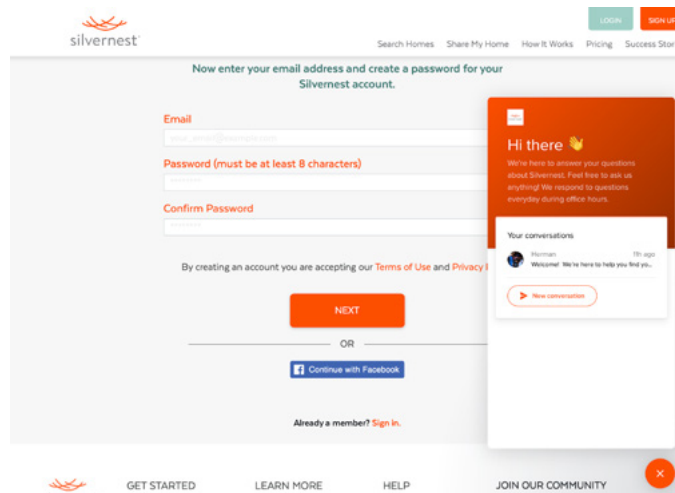 silvernest
LOGIN
SIGN UP
Search Homes
Share My Home
How It Works
Pricing
Success Stor
Now enter your email address and create a password for your
Silvernest account.
Email
your_email@example.com
Password (must be at least 8 characters)
Confirm Password
By creating an account you are accepting our Terms of Use and Privacy
NEXT
OR
Continue with Facebook
Already a member? Sign in.
Hi there 👋
We're here to answer your questions
about Silvernest. Feel free to ask us
anything! We respond to questions
everyday during office hours.
Your conversations
Herman
11h ago
Welcome! We're here to help you find yo...
New conversation
GET STARTED
LEARN MORE
HELP
JOIN OUR COMMUNITY